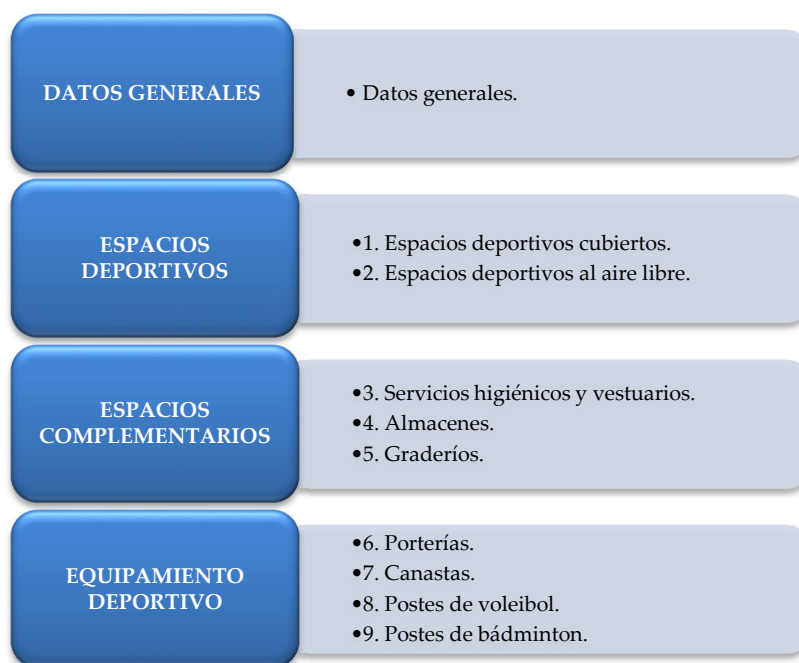 DATOS GENERALES
• Datos generales.
ESPACIOS
DEPORTIVOS
•1. Espacios deportivos cubiertos.
•2. Espacios deportivos al aire libre.
ESPACIOS
COMPLEMENTARIOS
•3. Servicios higiénicos y vestuarios.
•4. Almacenes.
•5. Graderíos.
EQUIPAMIENTO
DEPORTIVO
•6. Porterías.
•7. Canastas.
•8. Postes de voleibol.
•9. Postes de bádminton.